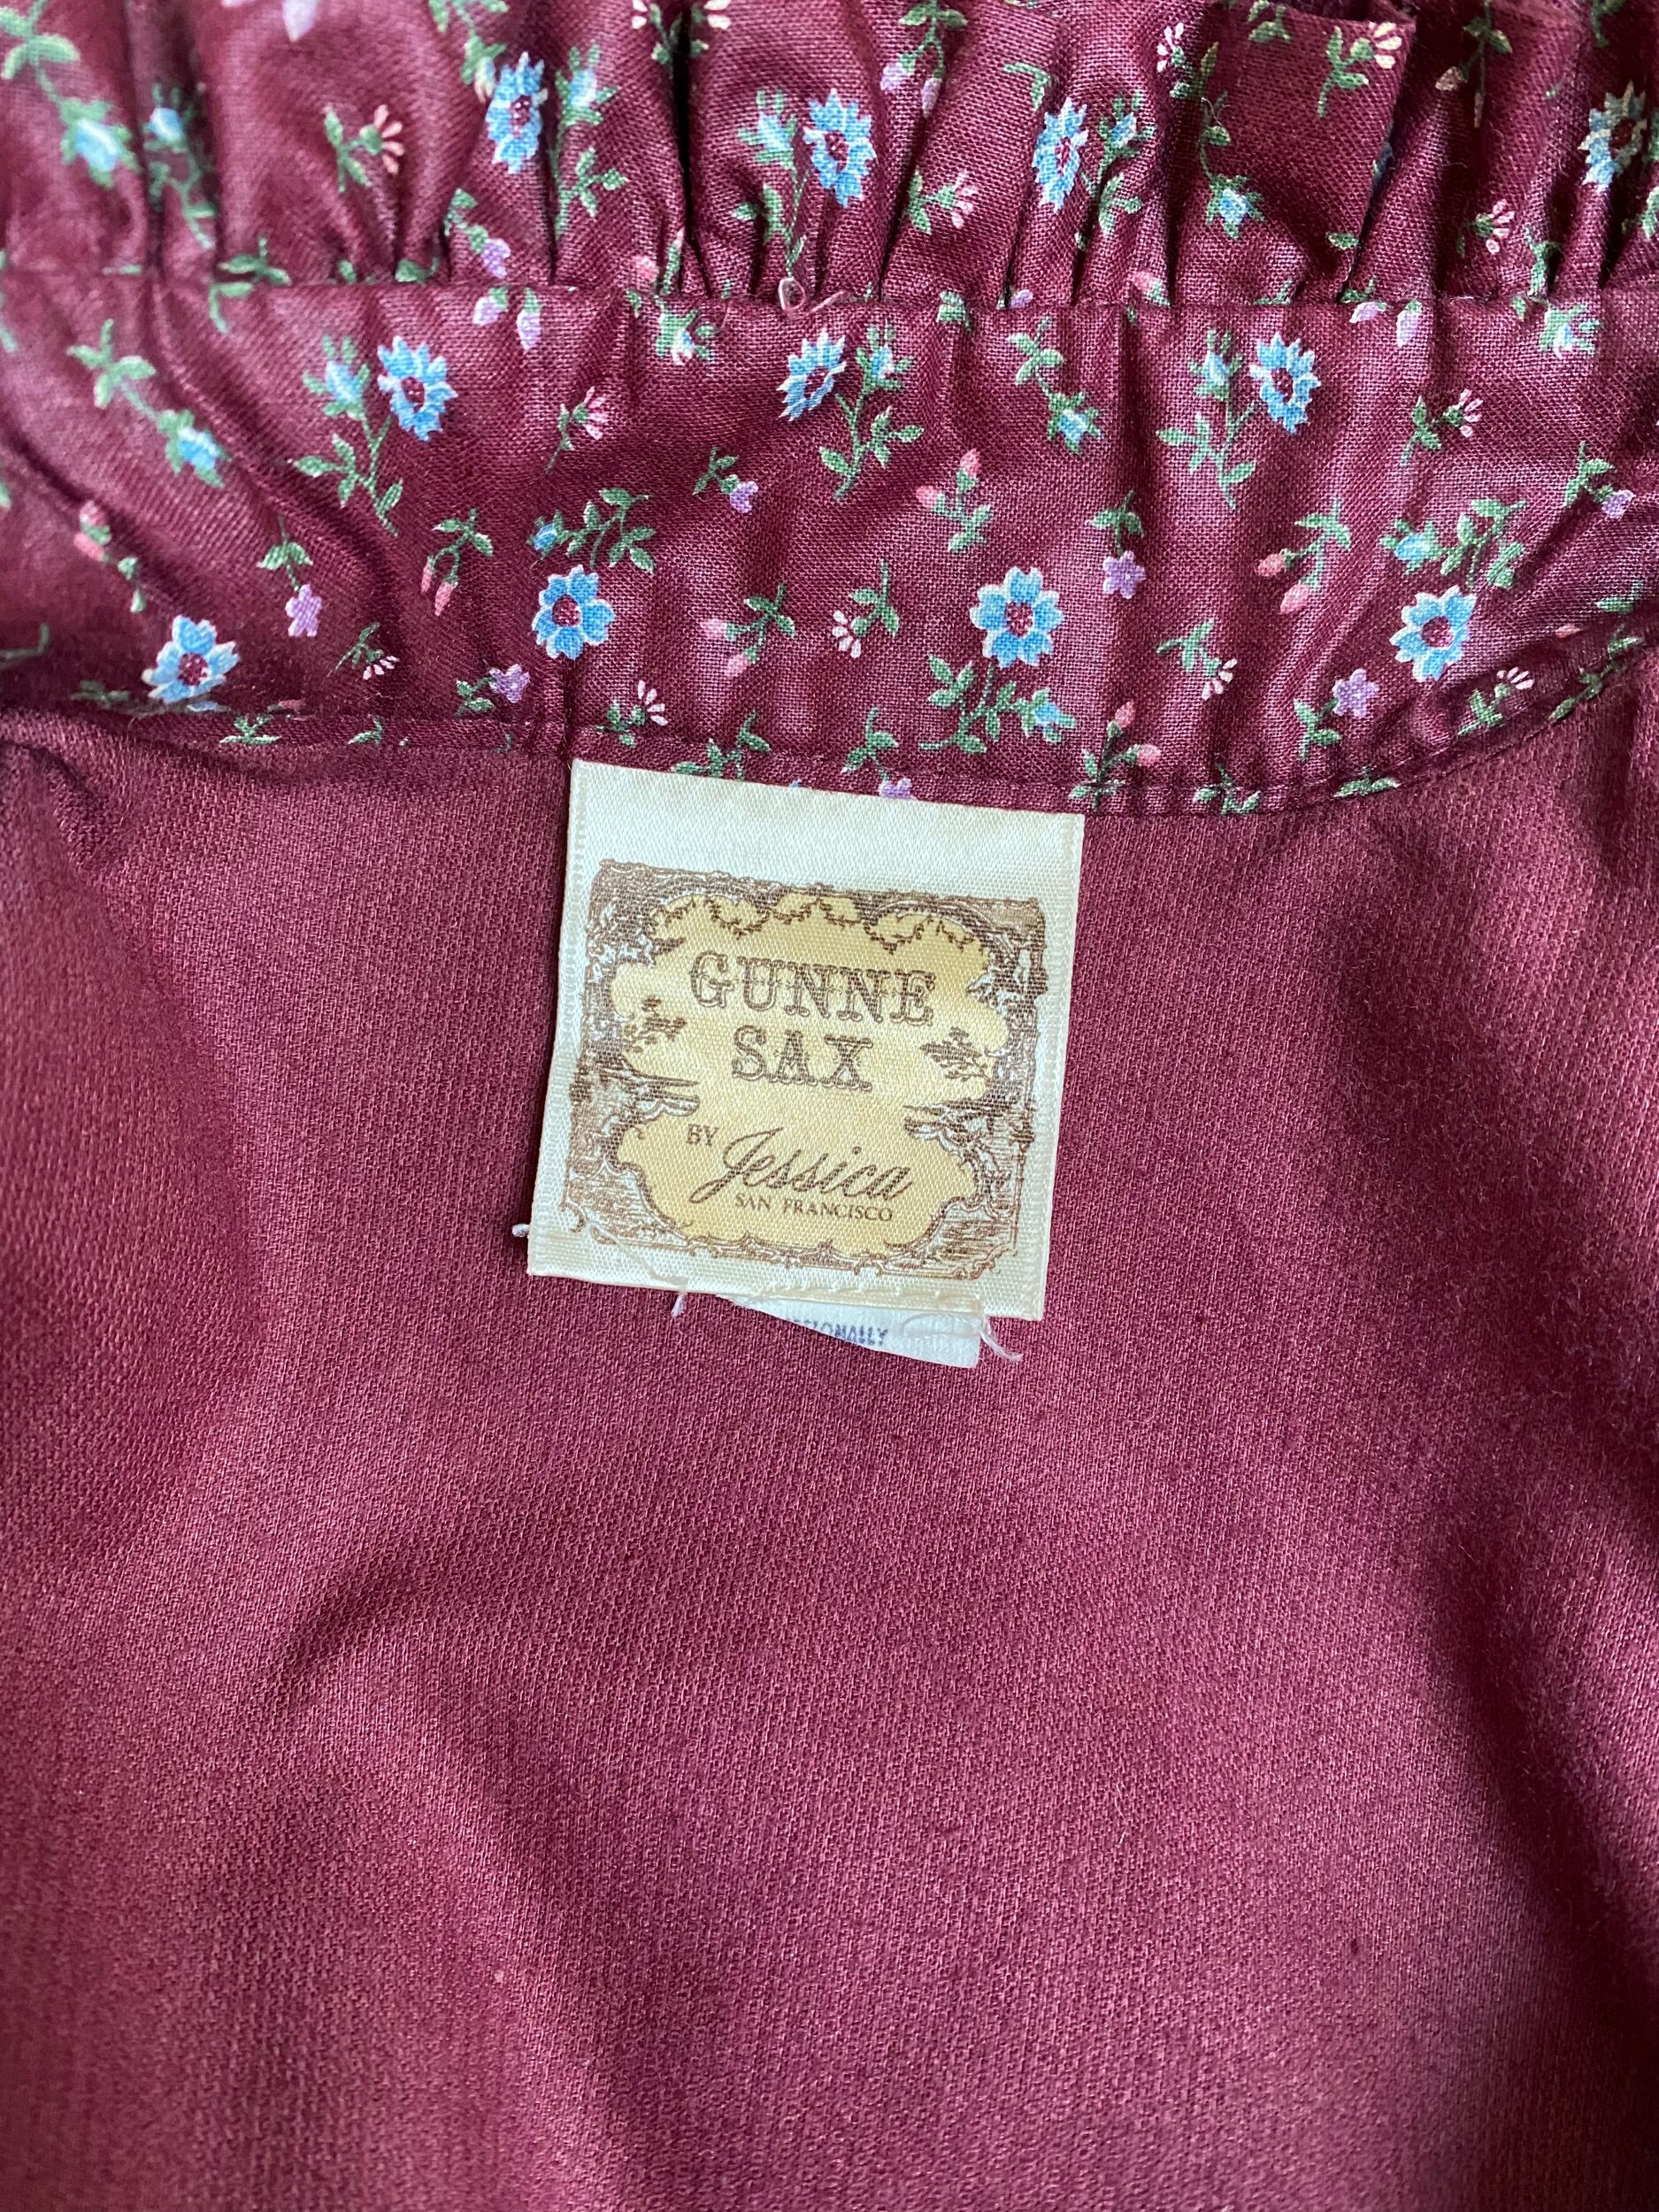 GUNNE
SAX
BY Jessica
SAN FRANCISCO